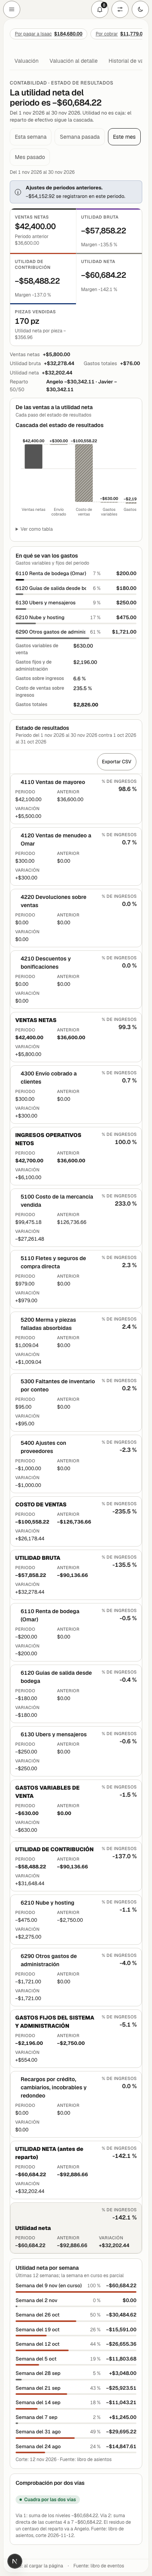 Por pagar a Isaac $184,680.00 Por cobrar $11,779.0
Valuación Valuación al detalle Historial de
CONTABILIDAD · ESTADO DE RESULTADOS
La utilidad neta del
periodo es −$60,684.22
Del 1 nov 2026 al 30 nov 2026. Utilidad no es caja: el
reparto de efectivo sigue la cascada.
Esta semana Semana pasada Este mes
Mes pasado
Del 1 nov 2026 al 30 nov 2026
Ajustes de periodos anteriores.
−$54,152.92 se registraron en este periodo.
VENTAS NETAS UTILIDAD BRUTA
$42,400.00 −$57,858.22
Periodo anterior
$36,600.00
Margen −135.5 %
UTILIDAD DE
CONTRIBUCIÓN
UTILIDAD NETA
−$58,488.22 −$60,684.22
Margen −137.0 % Margen −142.1 %
PIEZAS VENDIDAS
170 pz
Utilidad neta por pieza −
$356.96
Ventas netas +$5,800.00
Utilidad bruta +$32,278.44 Gastos totales +$76.00
Utilidad neta +$32,202.44
Reparto
50/50
Angelo −$30,342.11 · Javier −
$30,342.11
De las ventas a la utilidad neta
Cada paso del estado de resultados
Cascada del estado de resultados
$42,400.00 +$300.00 −$100,558.22
−$630.00 −$2,19
Ventas netas Envío
cobrado Costo de
ventas Gastos
variables Gastos
Ver como tabla
En qué se van los gastos
Gastos variables y fijos del periodo
6110 Renta de bodega (Omar) 7 % $200.00
6120 Guías de salida desde b 6 % $180.00
6130 Ubers y mensajeros 9 % $250.00
6210 Nube y hosting 17 % $475.00
6290 Otros gastos de adminis 61 % $1,721.00
Gastos variables de
venta
$630.00
Gastos fijos y de
administración
$2,196.00
Gastos sobre ingresos 6.6 %
Costo de ventas sobre
ingresos
235.5 %
Gastos totales $2,826.00
Estado de resultados
Periodo del 1 nov 2026 al 30 nov 2026 contra 1 oct 2026
al 31 oct 2026
Exportar CSV
4110 Ventas de mayoreo % DE INGRESOS
98.6 %
PERIODO ANTERIOR
$42,100.00 $36,600.00
VARIACIÓN
+$5,500.00
4120 Ventas de menudeo a
Omar
% DE INGRESOS
0.7 %
PERIODO ANTERIOR
$300.00 $0.00
VARIACIÓN
+$300.00
4220 Devoluciones sobre
ventas
% DE INGRESOS
0.0 %
PERIODO ANTERIOR
$0.00 $0.00
VARIACIÓN
$0.00
4210 Descuentos y
bonificaciones
% DE INGRESOS
0.0 %
PERIODO ANTERIOR
$0.00 $0.00
VARIACIÓN
$0.00
VENTAS NETAS % DE INGRESOS
99.3 %
PERIODO ANTERIOR
$42,400.00 $36,600.00
VARIACIÓN
+$5,800.00
4300 Envío cobrado a
clientes
% DE INGRESOS
0.7 %
PERIODO ANTERIOR
$300.00 $0.00
VARIACIÓN
+$300.00
INGRESOS OPERATIVOS
NETOS
% DE INGRESOS
100.0 %
PERIODO ANTERIOR
$42,700.00 $36,600.00
VARIACIÓN
+$6,100.00
5100 Costo de la mercancía
vendida
% DE INGRESOS
233.0 %
PERIODO ANTERIOR
$99,475.18 $126,736.66
VARIACIÓN
−$27,261.48
5110 Fletes y seguros de
compra directa
% DE INGRESOS
2.3 %
PERIODO ANTERIOR
$979.00 $0.00
VARIACIÓN
+$979.00
5200 Merma y piezas
falladas absorbidas
% DE INGRESOS
2.4 %
PERIODO ANTERIOR
$1,009.04 $0.00
VARIACIÓN
+$1,009.04
5300 Faltantes de inventario
por conteo
% DE INGRESOS
0.2 %
PERIODO ANTERIOR
$95.00 $0.00
VARIACIÓN
+$95.00
5400 Ajustes con
proveedores
% DE INGRESOS
−2.3 %
PERIODO ANTERIOR
−$1,000.00 $0.00
VARIACIÓN
−$1,000.00
COSTO DE VENTAS % DE INGRESOS
−235.5 %
PERIODO ANTERIOR
−$100,558.22 −$126,736.66
VARIACIÓN
+$26,178.44
UTILIDAD BRUTA % DE INGRESOS
−135.5 %
PERIODO ANTERIOR
−$57,858.22 −$90,136.66
VARIACIÓN
+$32,278.44
6110 Renta de bodega
(Omar)
% DE INGRESOS
−0.5 %
PERIODO ANTERIOR
−$200.00 $0.00
VARIACIÓN
−$200.00
6120 Guías de salida desde
bodega
% DE INGRESOS
−0.4 %
PERIODO ANTERIOR
−$180.00 $0.00
VARIACIÓN
−$180.00
6130 Ubers y mensajeros % DE INGRESOS
−0.6 %
PERIODO ANTERIOR
−$250.00 $0.00
VARIACIÓN
−$250.00
GASTOS VARIABLES DE
VENTA
% DE INGRESOS
−1.5 %
PERIODO ANTERIOR
−$630.00 $0.00
VARIACIÓN
−$630.00
UTILIDAD DE CONTRIBUCIÓN % DE INGRESOS
−137.0 %
PERIODO ANTERIOR
−$58,488.22 −$90,136.66
VARIACIÓN
+$31,648.44
6210 Nube y hosting % DE INGRESOS
−1.1 %
PERIODO ANTERIOR
−$475.00 −$2,750.00
VARIACIÓN
+$2,275.00
6290 Otros gastos de
administración
% DE INGRESOS
−4.0 %
PERIODO ANTERIOR
−$1,721.00 $0.00
VARIACIÓN
−$1,721.00
GASTOS FIJOS DEL SISTEMA
Y ADMINISTRACIÓN
% DE INGRESOS
−5.1 %
PERIODO ANTERIOR
−$2,196.00 −$2,750.00
VARIACIÓN
+$554.00
Recargos por crédito,
cambiarios, incobrables y
redondeo
% DE INGRESOS
0.0 %
PERIODO ANTERIOR
$0.00 $0.00
VARIACIÓN
$0.00
UTILIDAD NETA (antes de
reparto)
% DE INGRESOS
−142.1 %
PERIODO ANTERIOR
−$60,684.22 −$92,886.66
VARIACIÓN
+$32,202.44
% DE INGRESOS
−142.1 %
Utilidad neta
PERIODO ANTERIOR VARIACIÓN
−$60,684.22 −$92,886.66 +$32,202.44
Utilidad neta por semana
Últimas 12 semanas; la semana en curso es parcial
Semana del 9 nov (en curso) 100 % −$60,684.22
Semana del 2 nov 0 % $0.00
Semana del 26 oct 50 % −$30,484.62
Semana del 19 oct 26 % −$15,591.00
Semana del 12 oct 44 % −$26,655.36
Semana del 5 oct 19 % −$11,803.68
Semana del 28 sep 5 % +$3,048.00
Semana del 21 sep 43 % −$25,923.51
Semana del 14 sep 18 % −$11,043.21
Semana del 7 sep 2 % +$1,245.00
Semana del 31 ago 49 % −$29,695.22
Semana del 24 ago 24 % −$14,847.61
Corte: 12 nov 2026 · Fuente: libro de asientos
Comprobación por dos vías
Cuadra por las dos vías
Vía 1: suma de los niveles −$60,684.22. Vía 2: suma
directa de las cuentas 4 a 7 −$60,684.22. El residuo
de un centavo del reparto va a Angelo. Fuente: libro de
asientos, corte 2026-11-12.
al cargar la página · Fuente: libro de asientos